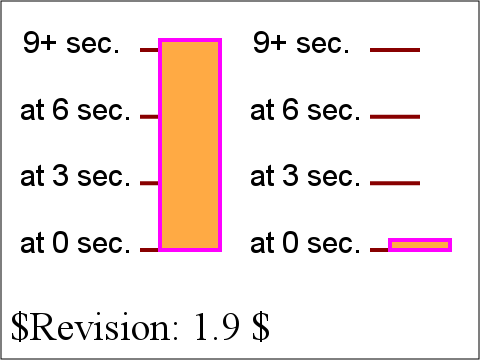 9+ sec. 9+ sec.
at 6 sec. at 6 sec.
at 3 sec. at 3 sec.
at 0 sec. at 0 sec.
$Revision: 1.9 $